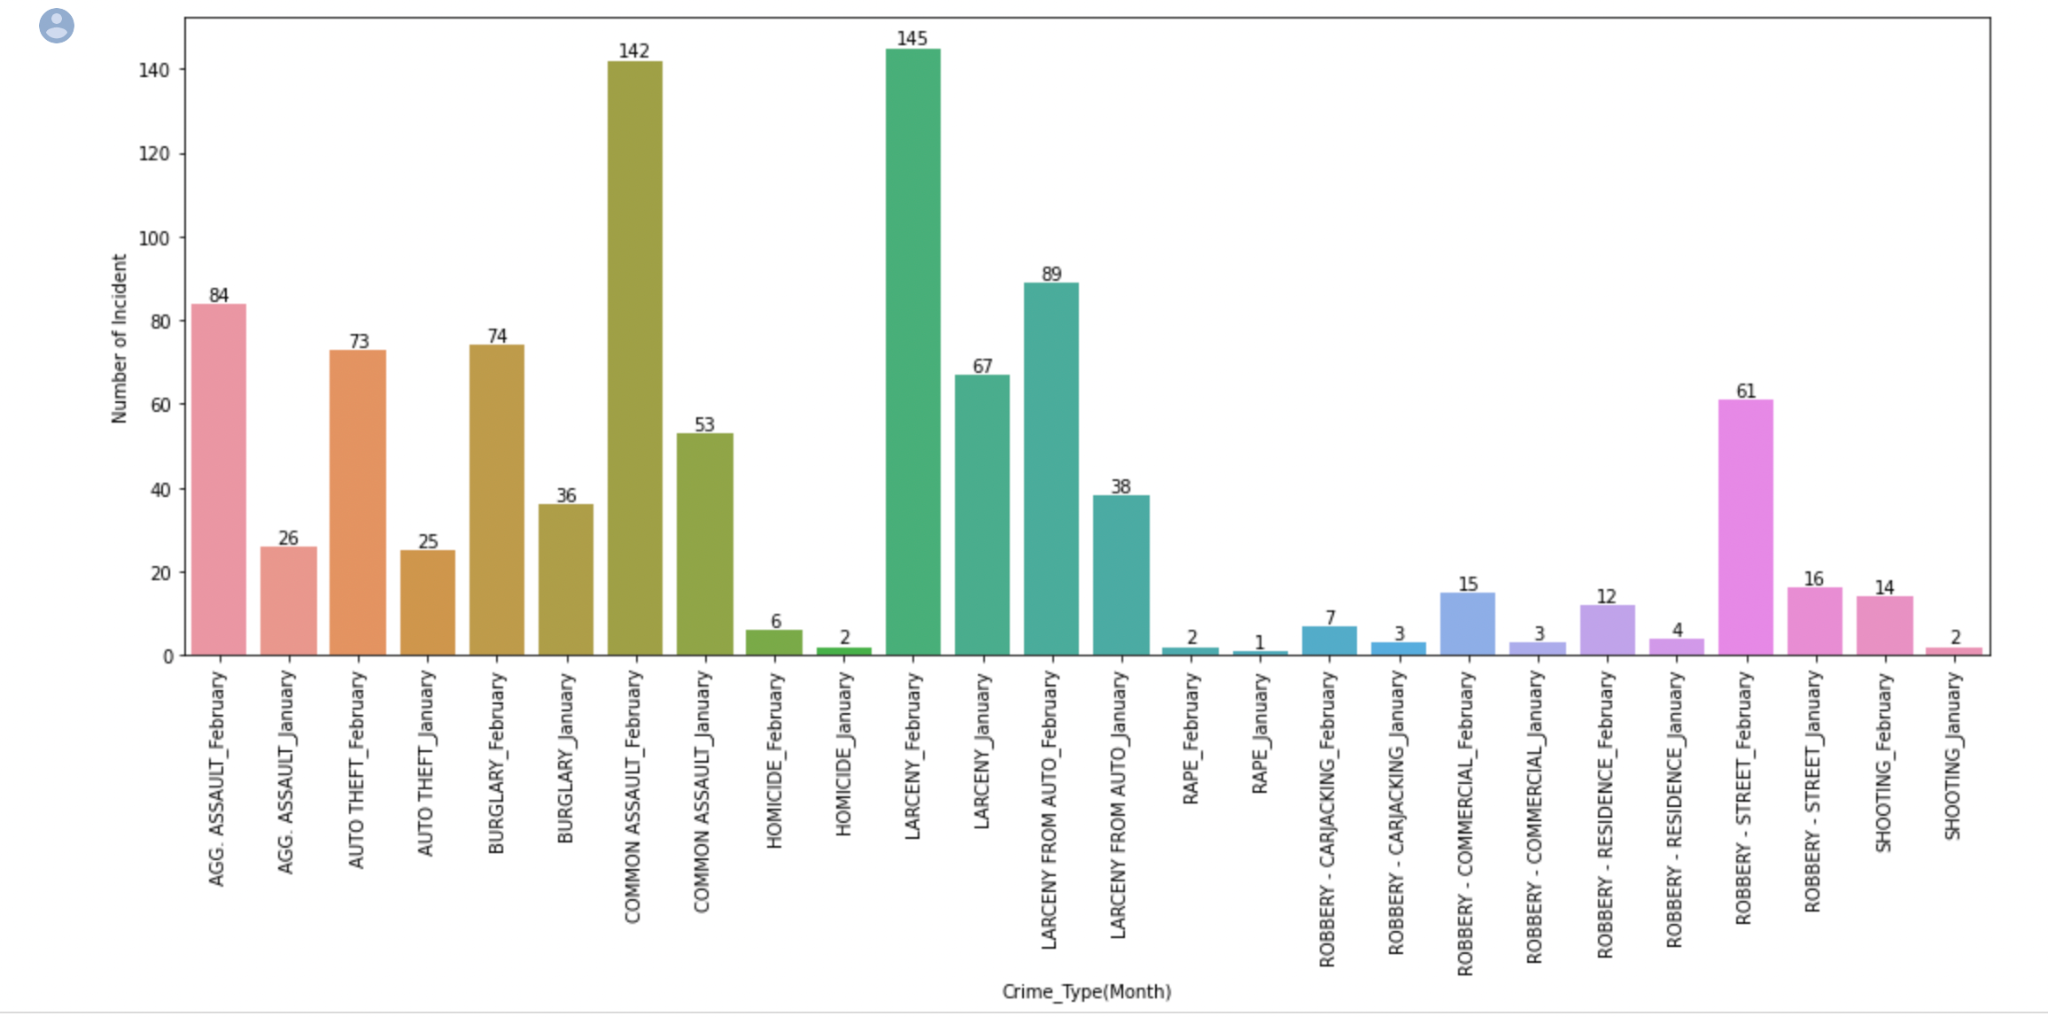 Number of Incident
140
120
100
80
60
40
20
0
84
26
73
25
74
36
142
53
6
2
145
67
89
38
2
1
7
3
15
3
12
4
61
16
14
2
AGG. ASSAULT_February
AGG. ASSAULT_January
AUTO THEFT_February
AUTO THEFT_January
BURGLARY_February
BURGLARY_January
COMMON ASSAULT_February
COMMON ASSAULT_January
HOMICIDE_February
HOMICIDE_January
LARCENY_February
LARCENY_January
LARCENY FROM AUTO_February
LARCENY FROM AUTO_January
RAPE_February
RAPE_January
ROBBERY - CARJACKING_February
ROBBERY - CARJACKING_January
ROBBERY - COMMERCIAL_February
ROBBERY - COMMERCIAL_January
ROBBERY - RESIDENCE_February
ROBBERY - RESIDENCE_January
ROBBERY - STREET_February
ROBBERY - STREET_January
SHOOTING_February
SHOOTING_January
Crime_Type(Month)